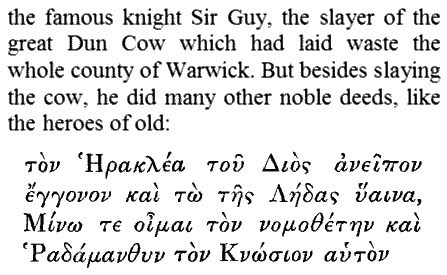 the famous knight Sir Guy, the slayer of the
great Dun Cow which had laid waste the
whole county of Warwick. But besides slaying
the cow, he did many other noble deeds, like
the heroes of old:
τὸν Ἡρακλέα τοῦ Διὸς ἀνεῖπον
ἔγγονον καὶ τὼ τῆς Λήδας ὕαινα,
Μίνω τε οἶμαι τὸν νομοθέτην καὶ
Ῥαδάμανθυν τὸν Κνώσιον αὐτὸν